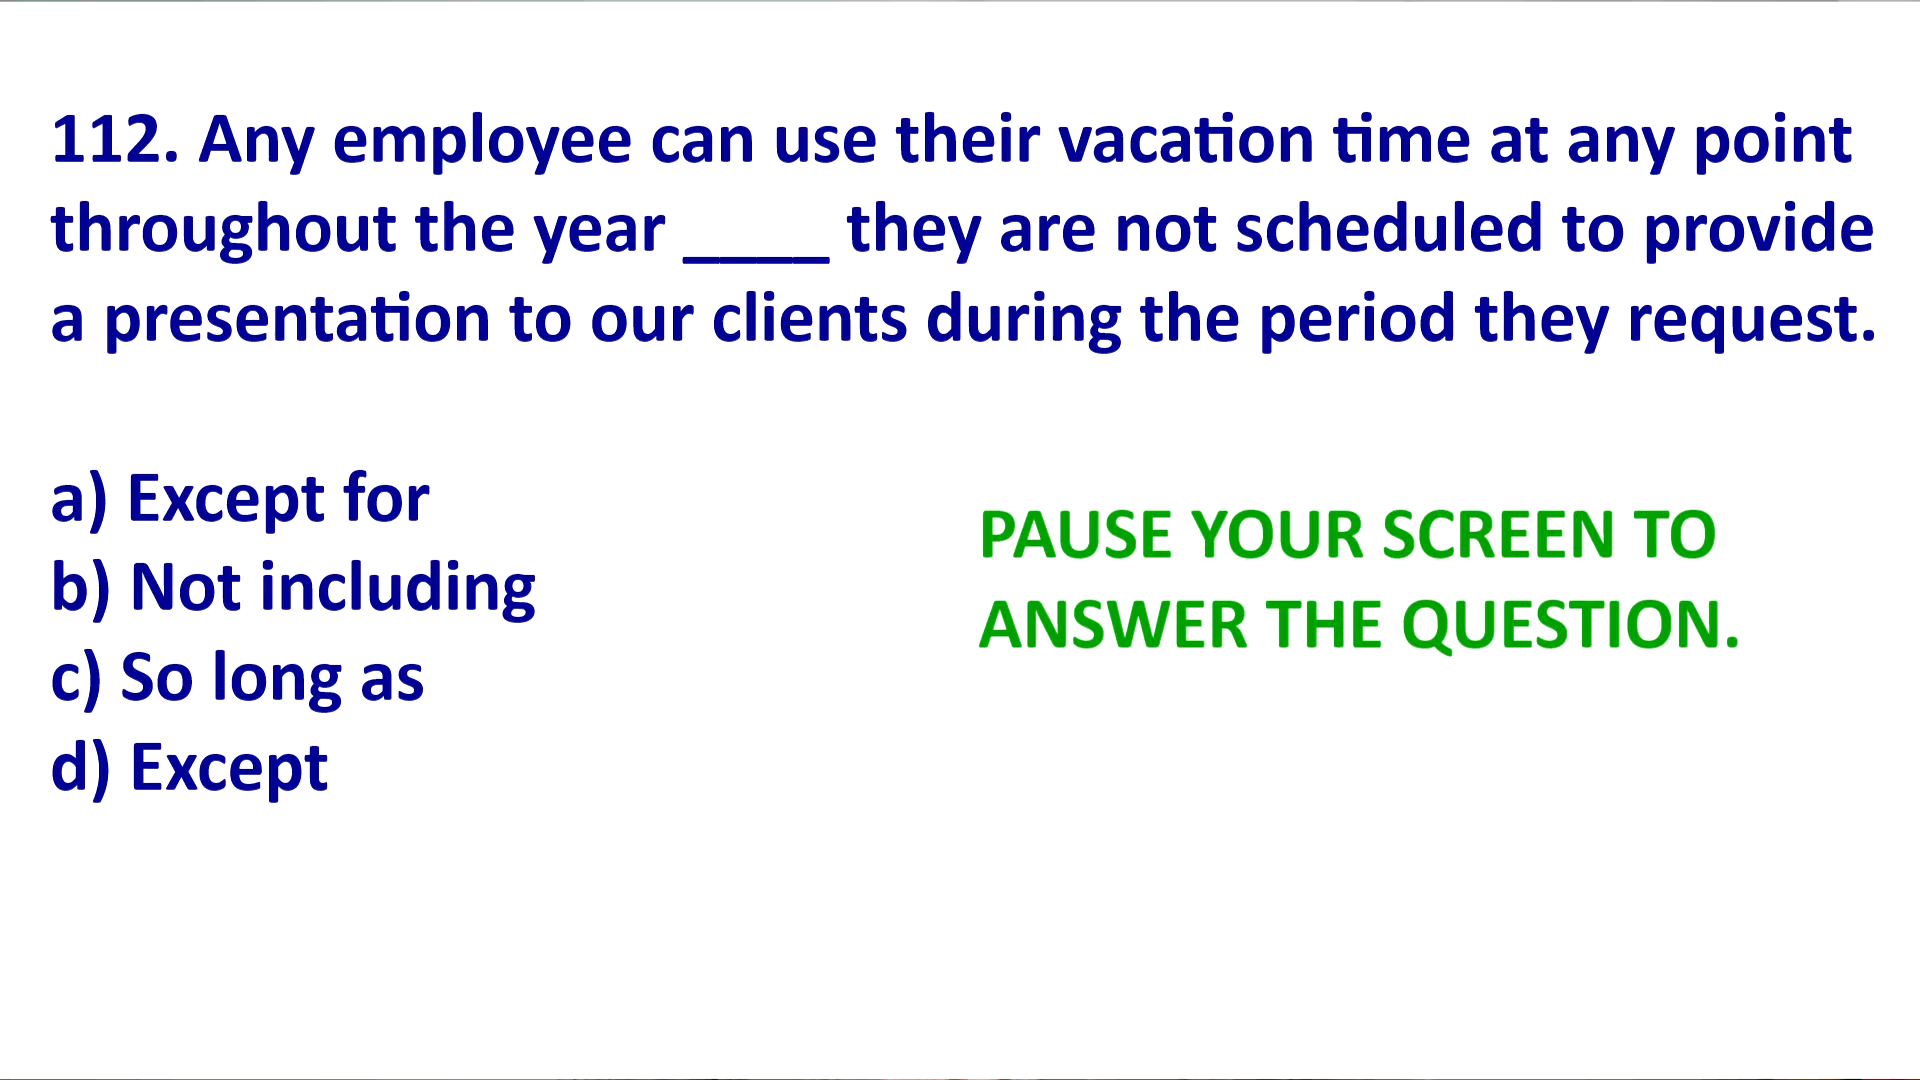 112. Any employee can use their vacation time at any point
throughout the year ____ they are not scheduled to provide
a presentation to our clients during the period they request.
a) Except for
b) Not including
c) So long as
d) Except
PAUSE YOUR SCREEN TO
ANSWER THE QUESTION.